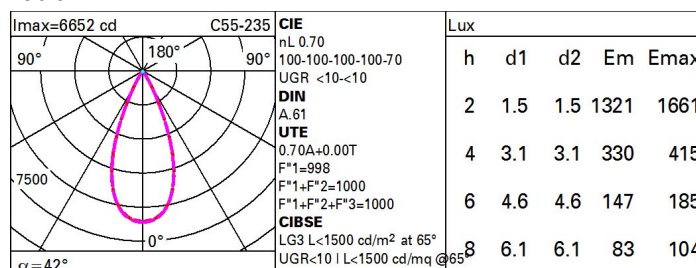 Imax=6652 cd C55-235
90° 180° 90°
7500
0°
α=42°
CIE
nL 0.70
100-100-100-100-70
UGR <10-<10
DIN
A.61
UTE
0.70A+0.00T
F"1=998
F"1+F"2=1000
F"1+F"2+F"3=1000
CIBSE
LG3 L<1500 cd/m² at 65°
UGR<10 | L<1500 cd/mq @65°
Lux
h d1 d2 Em Emax
2 1.5 1.5 1321 1661
4 3.1 3.1 330 415
6 4.6 4.6 147 185
8 6.1 6.1 83 104